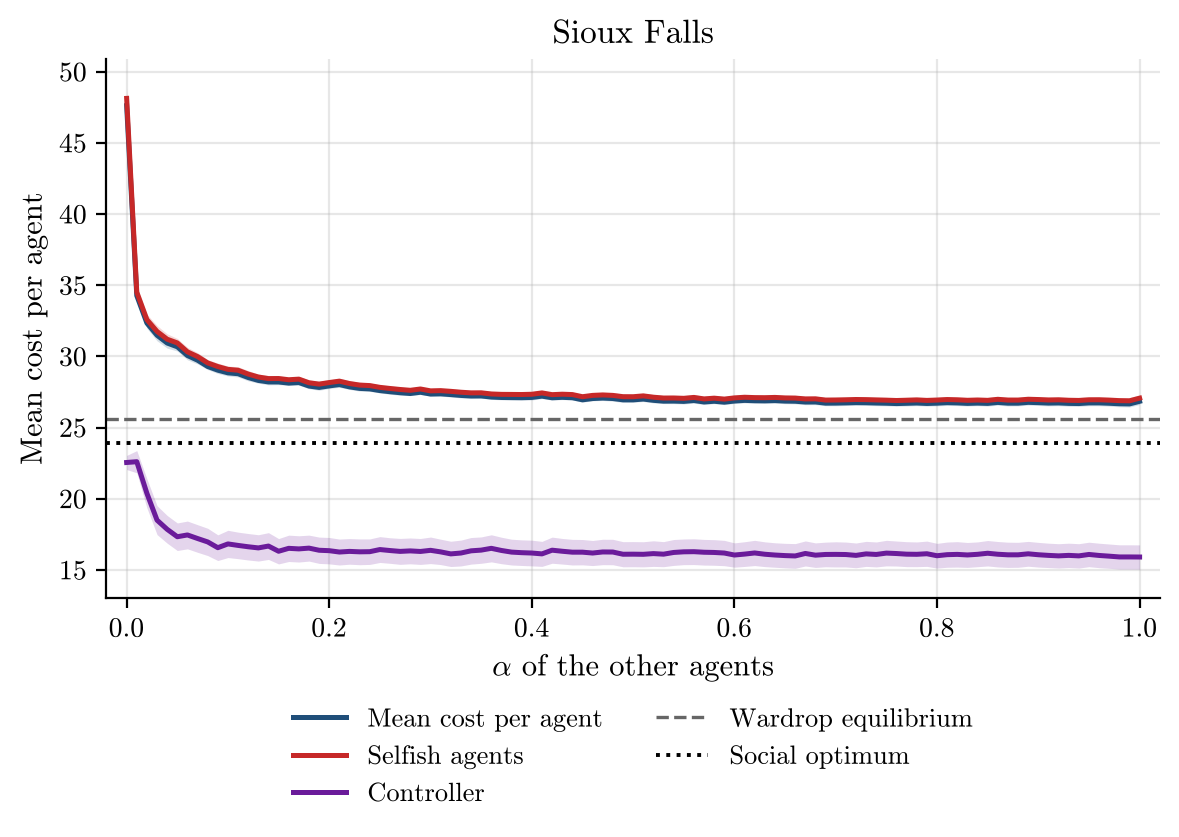 Sioux Falls
Mean cost per agent
50
45
40
35
30
25
20
15
0.0 0.2 0.4 0.6 0.8 1.0
α of the other agents
Mean cost per agent
Selfish agents
Controller
Wardrop equilibrium
Social optimum